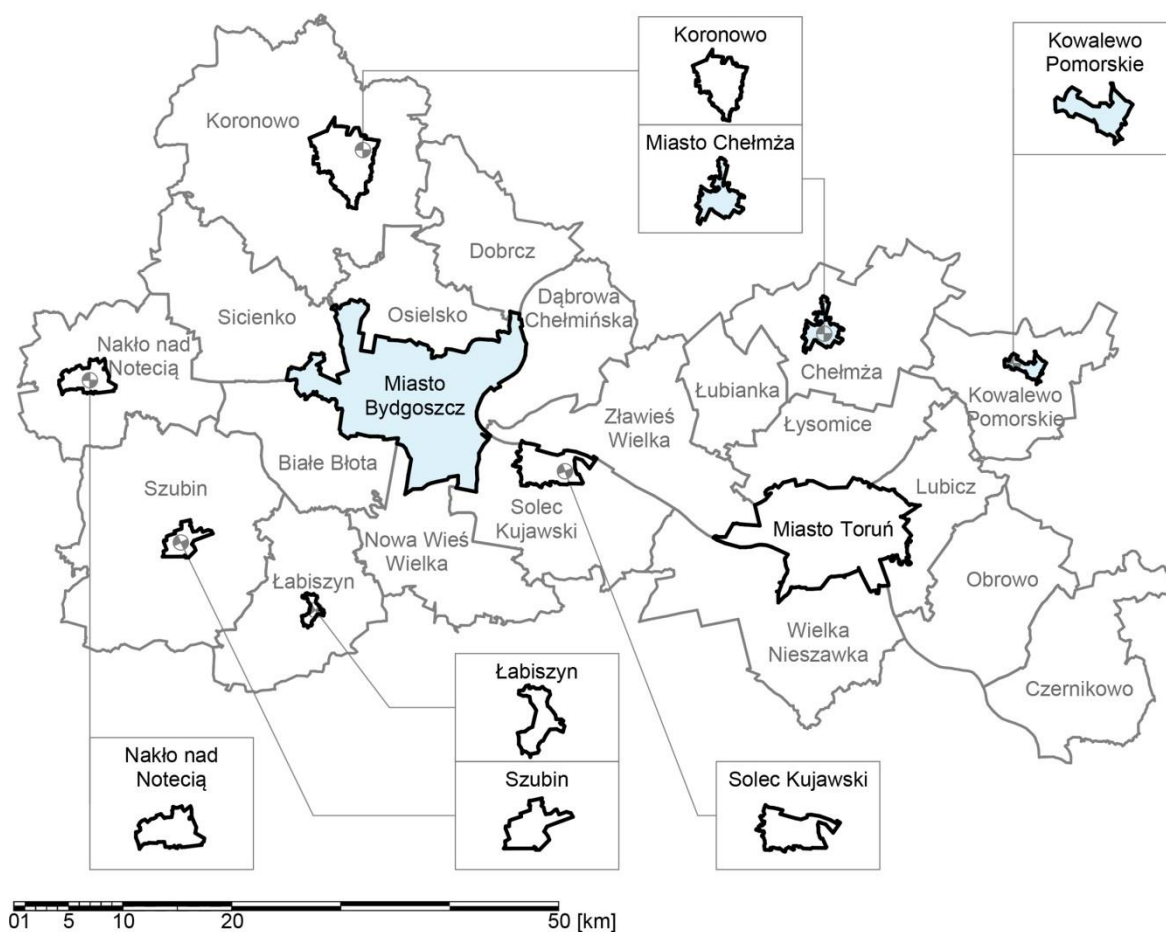 Koronowo
Kowalewo
Pomorskie
Miasto Chełmża
Koronowo
Dobrcz
Dąbrowa
Chełmińska
Sicienko
Osielsko
Nakło nad
Notecią
Miasto
Bydgoszcz
Zławieś
Wielka
Łubianka
Chełmża
Kowalewo
Pomorskie
Łysomice
Białe Błota
Szubin
Solec
Kujawski
Lubicz
Miasto Toruń
Nowa Wieś
Wielka
Łabiszyn
Obrowo
Wielka
Nieszawka
Czernikowo
Łabiszyn
Nakło nad
Notecią
Szubin
Solec Kujawski
01 5 10 20 50 [km]